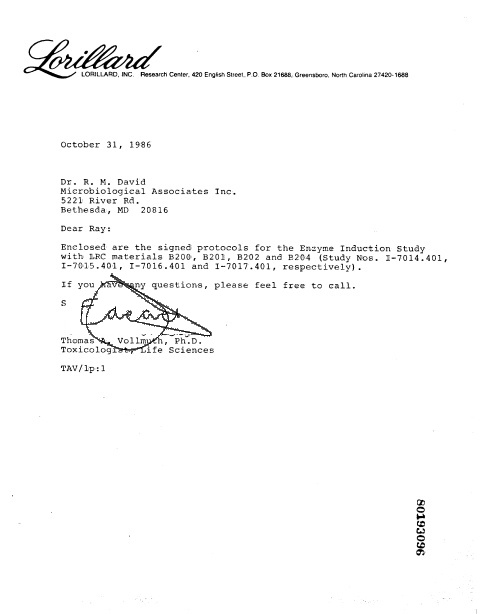 Lorillard
LORILLARD, INC. Research Center, 420 English Street, P.O. Box 21688, Greensboro, North Carolina 27420-1688
October 31, 1986
Dr. R. M. David
Microbiological Associates Inc.
5221 River Rd.
Bethesda, MD 20816
Dear Ray:
Enclosed are the signed protocols for the Enzyme Induction Study
with LRC materials B200, B201, B202 and B204 (Study Nos. I-7014.401,
I-7015.401, I-7016.401 and I-7017.401, respectively).
If you have any questions, please feel free to call.
S
Thomas A. Vollmuth, Ph.D.
Toxicologist, Life Sciences
TAV/lp:1
80193096